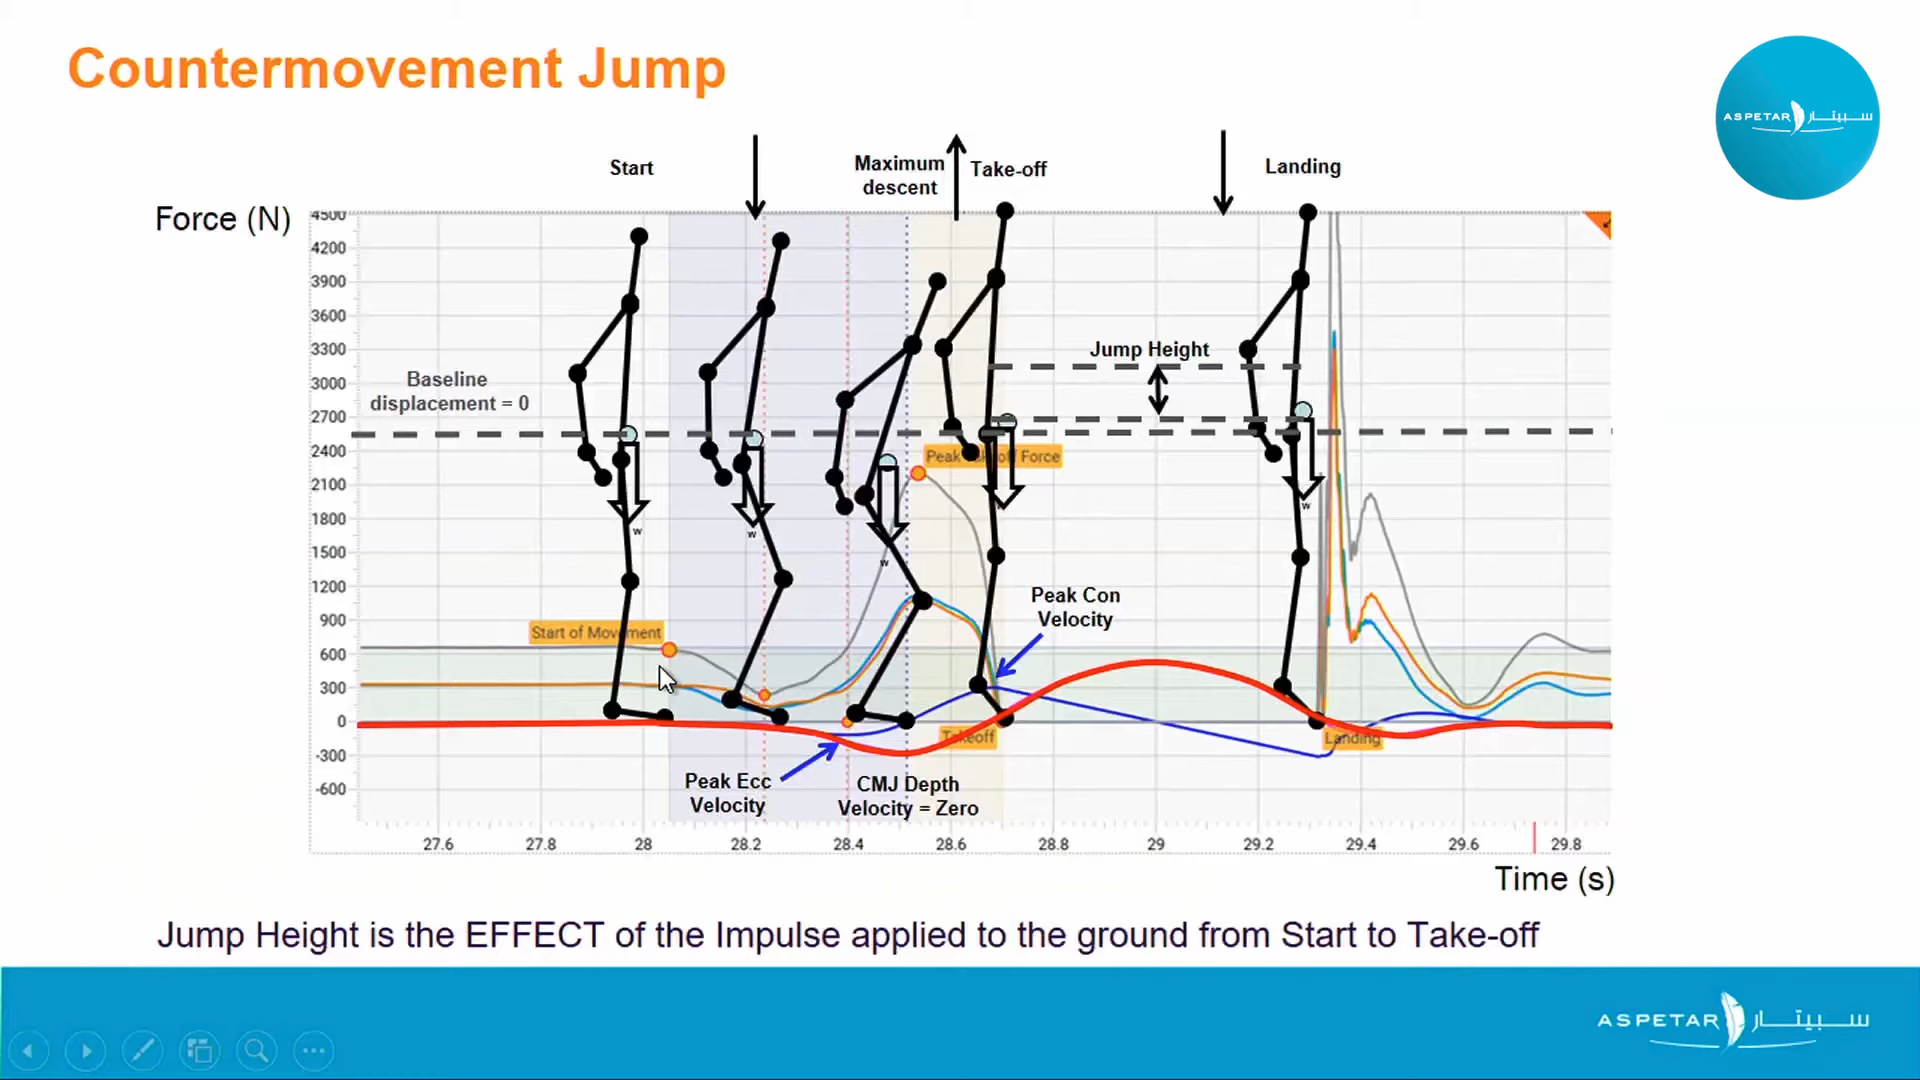 Countermovement Jump
ASPETAR سبيتار
Start
Maximum
descent
Take-off
Landing
Force (N)
4500
4200
3900
3600
3300
3000
2700
2400
2100
1800
1500
1200
900
600
300
0
-300
-600
Baseline
displacement = 0
Jump Height
Peak Takeoff Force
w
w
w
w
w
Start of Movement
Peak Con
Velocity
Takeoff
Landing
Peak Ecc
Velocity
CMJ Depth
Velocity = Zero
27.6
27.8
28
28.2
28.4
28.6
28.8
29
29.2
29.4
29.6
29.8
Time (s)
Jump Height is the EFFECT of the Impulse applied to the ground from Start to Take-off
ASPETAR سبيتار